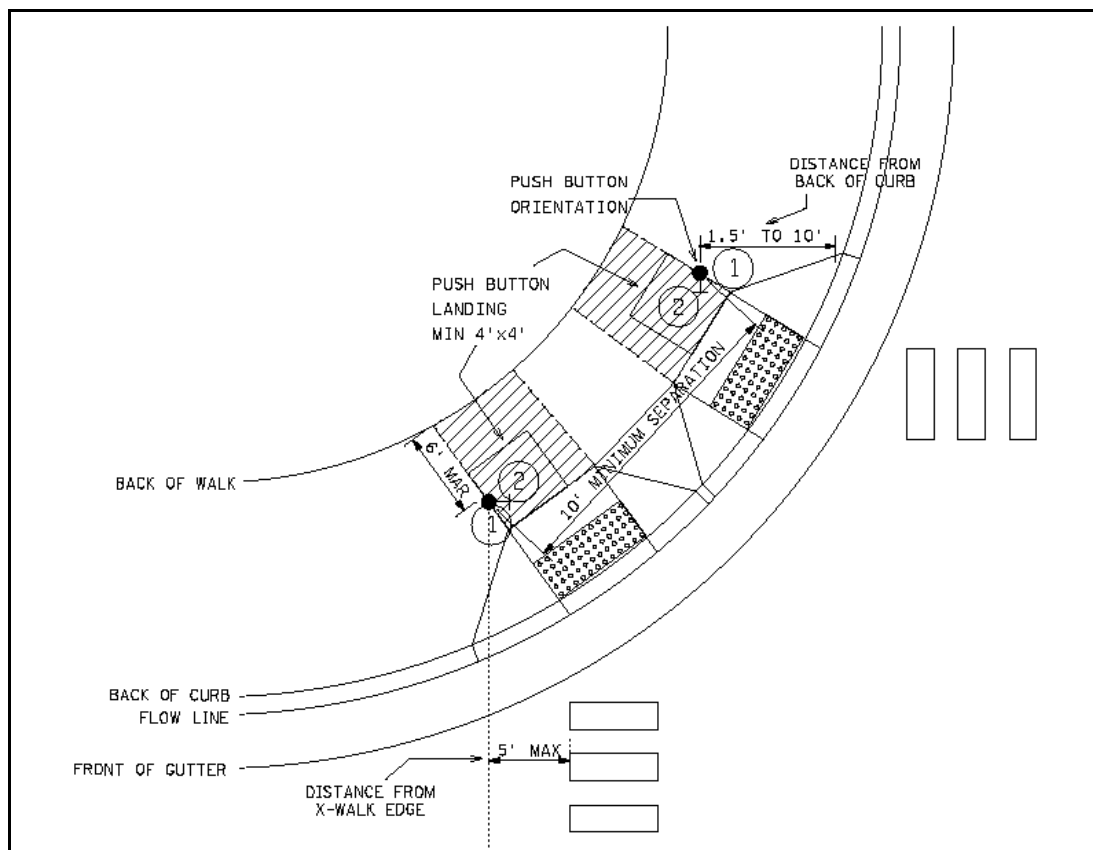 DISTANCE FROM
BACK OF CURB
PUSH BUTTON
ORIENTATION
1.5' TO 10'
1
2
PUSH BUTTON
LANDING
MIN 4'x4'
10' MINIMUM SEPARATION
6' MAR
2
1
BACK OF WALK
BACK OF CURB
FLOW LINE
FRONT OF GUTTER
5' MAX
DISTANCE FROM
X-WALK EDGE